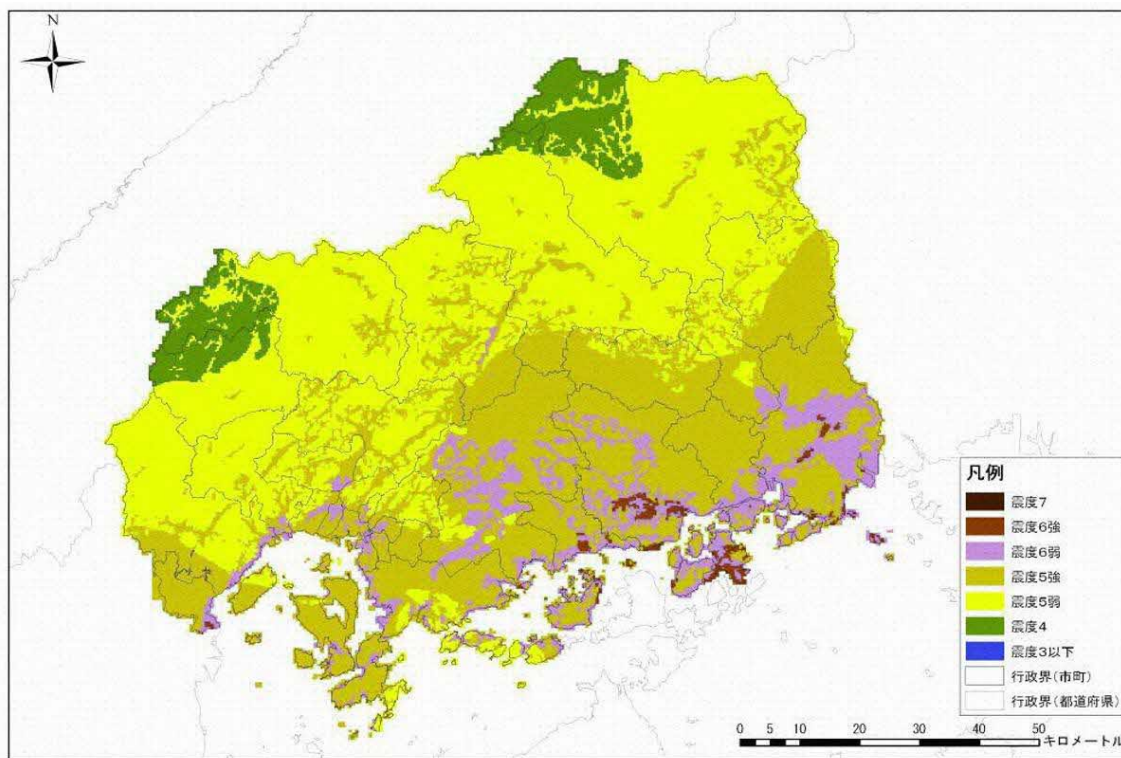 N
凡例
震度7
震度6強
震度6弱
震度5強
震度5弱
震度4
震度3以下
行政界(市町)
行政界(都道府県)
0 5 10 20 30 40 50
キロメートル